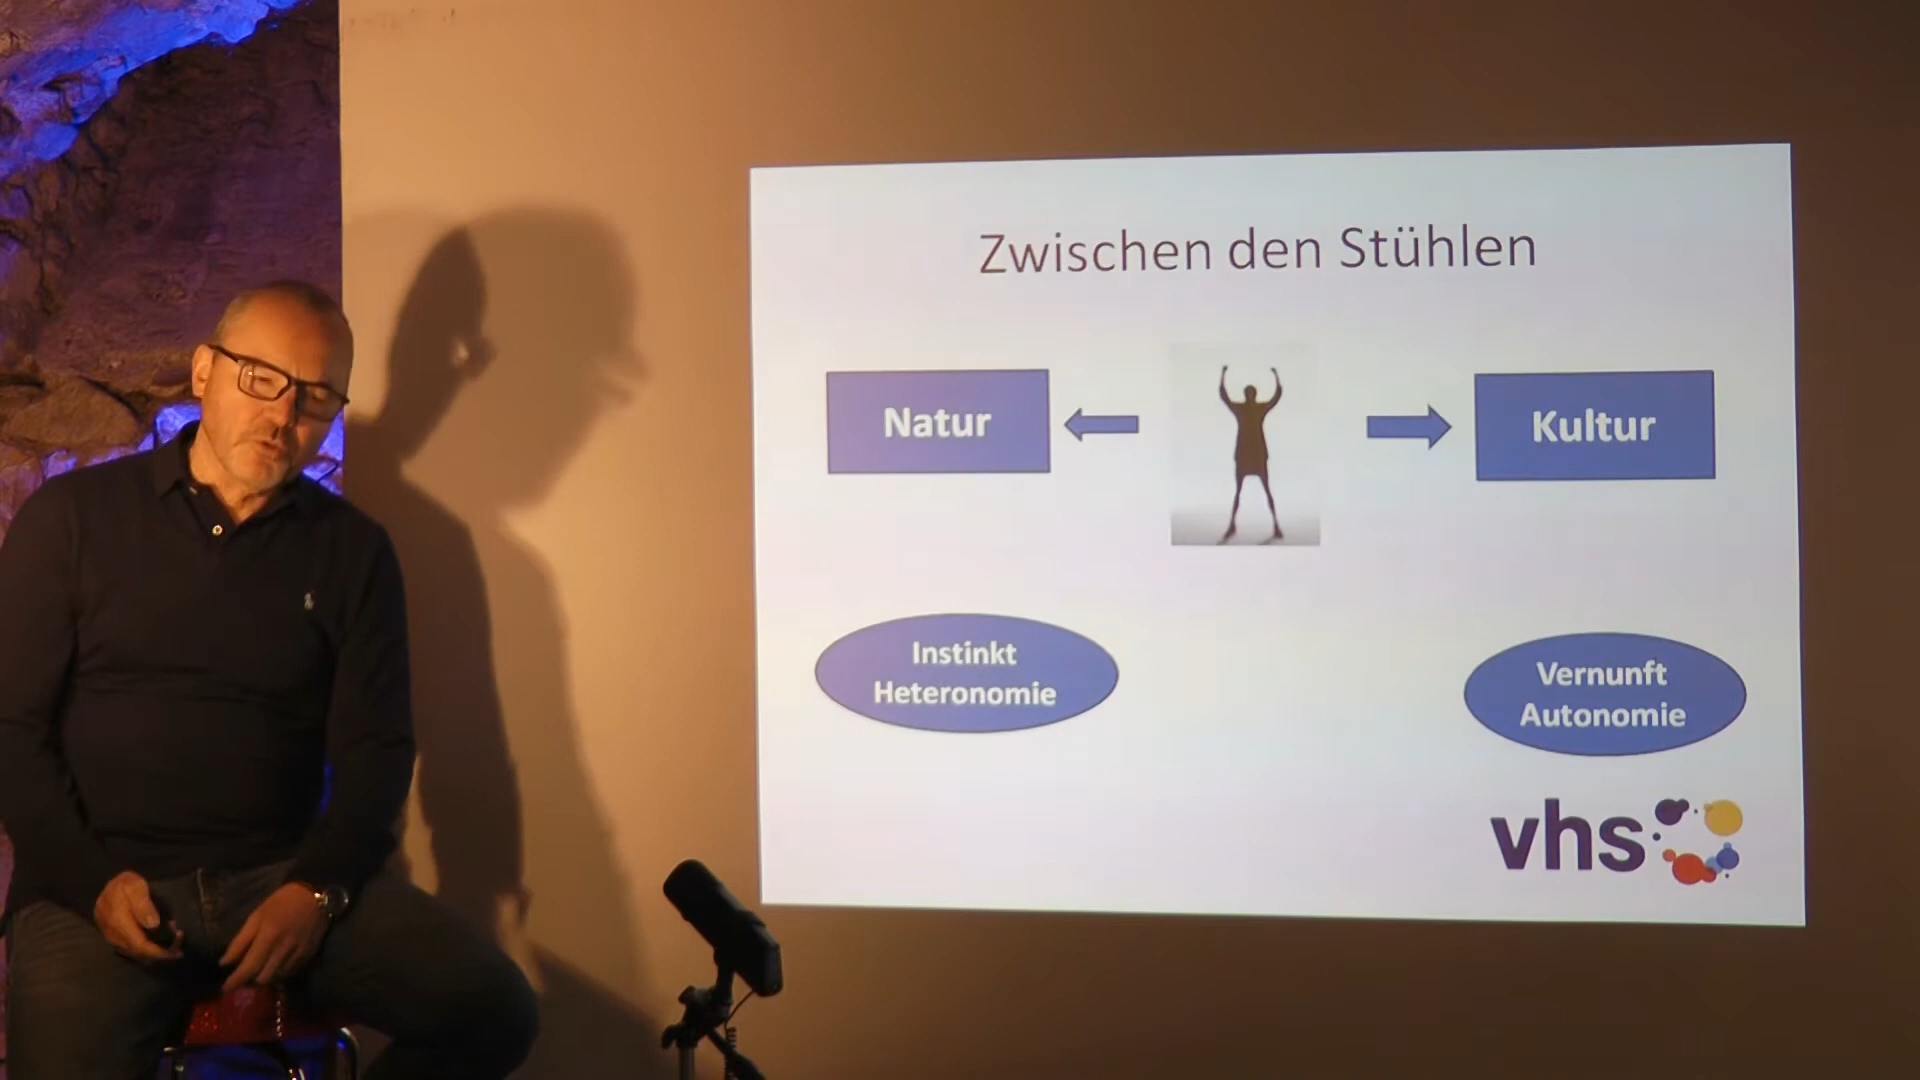 Zwischen den Stühlen
Natur
Kultur
Instinkt
Heteronomie
Vernunft
Autonomie
vhs